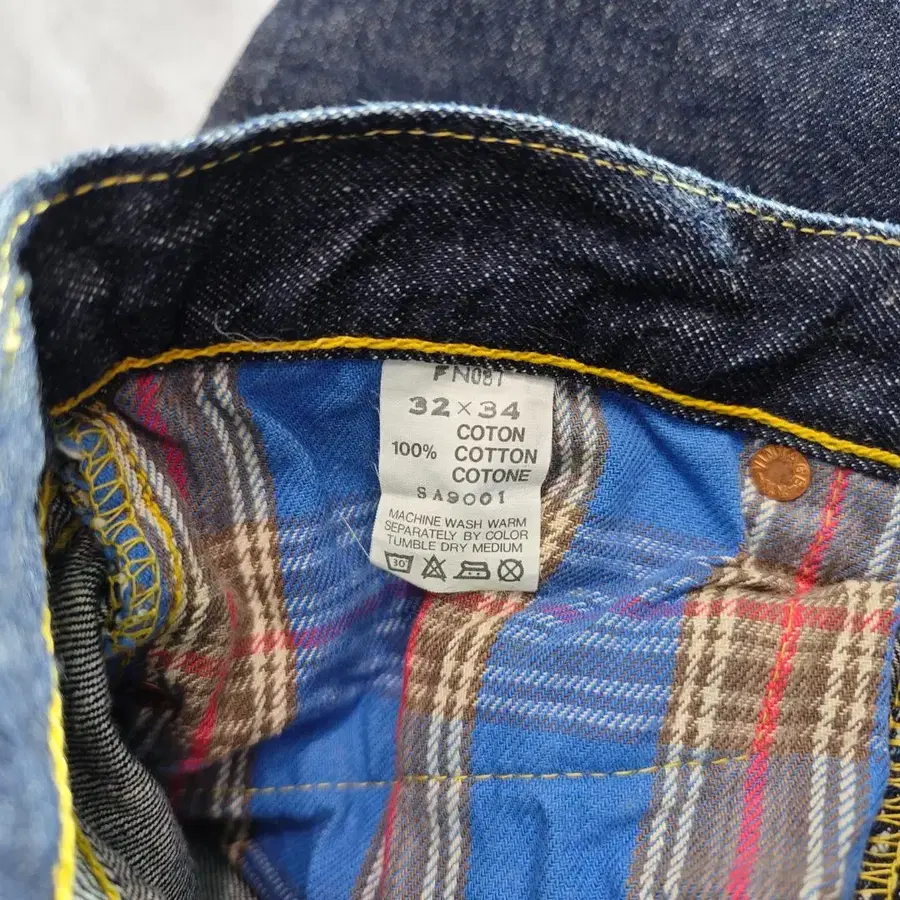 FN087
32 × 34
COTON
100% COTTON
COTONE
SA9001
MACHINE WASH WARM
SEPARATELY BY COLOR
TUMBLE DRY MEDIUM
30